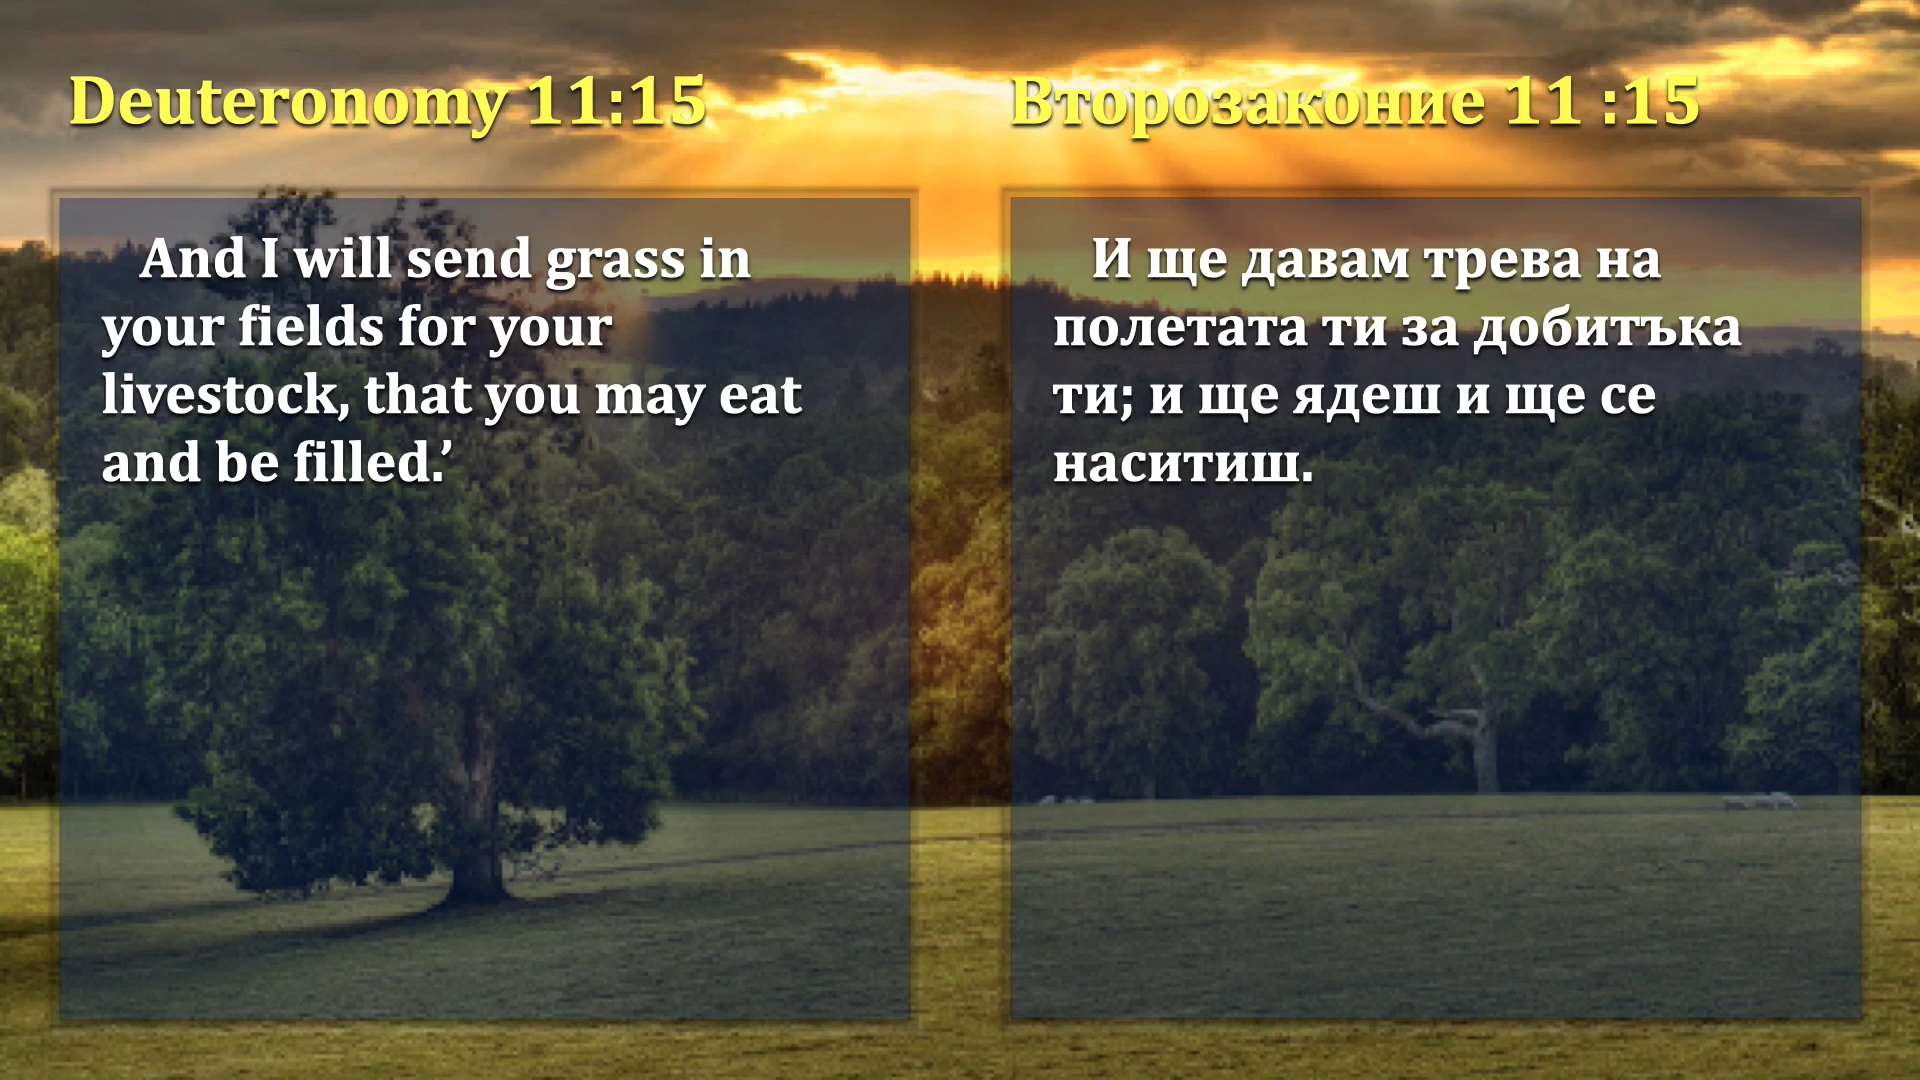 Deuteronomy 11:15
And I will send grass in
your fields for your
livestock, that you may eat
and be filled.’
Второзаконие 11 :15
И ще давам трева на
полетата ти за добитъка
ти; и ще ядеш и ще се
наситиш.